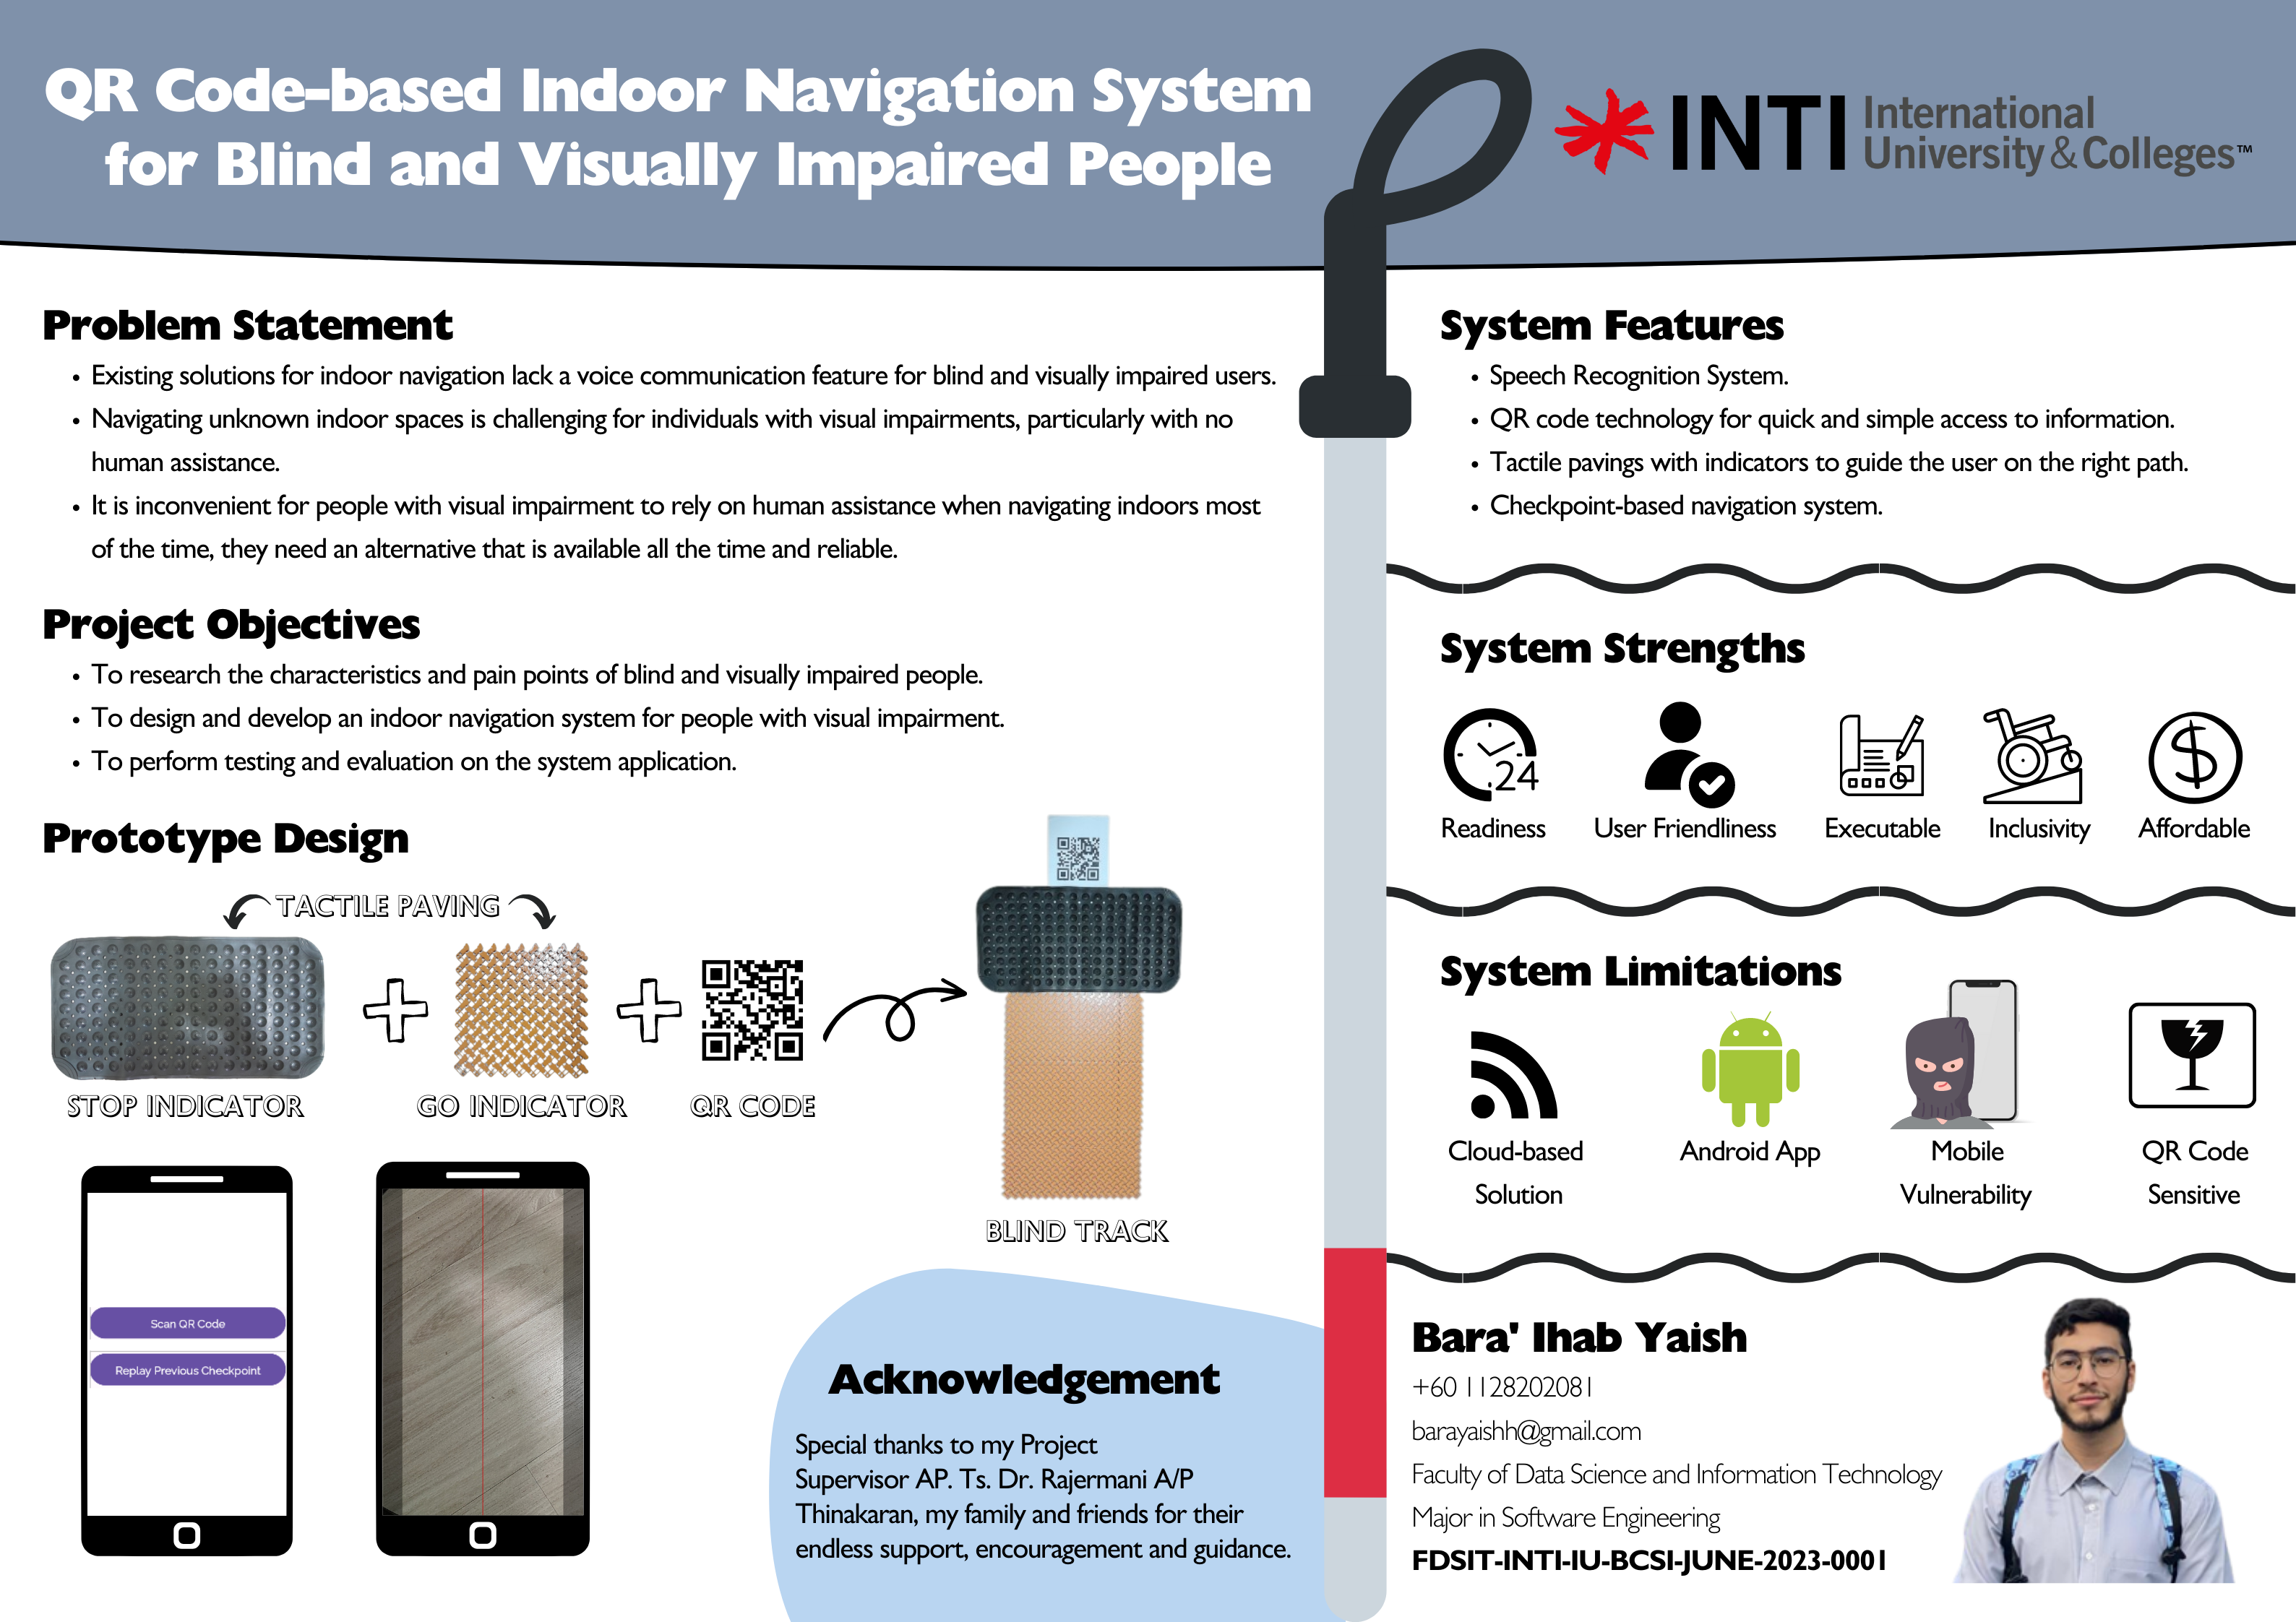 QR Code-based Indoor Navigation System
for Blind and Visually Impaired People
INTI
International
University & Colleges™
Problem Statement
• Existing solutions for indoor navigation lack a voice communication feature for blind and visually impaired users.
• Navigating unknown indoor spaces is challenging for individuals with visual impairments, particularly with no
human assistance.
• It is inconvenient for people with visual impairment to rely on human assistance when navigating indoors most
of the time, they need an alternative that is available all the time and reliable.
Project Objectives
• To research the characteristics and pain points of blind and visually impaired people.
• To design and develop an indoor navigation system for people with visual impairment.
• To perform testing and evaluation on the system application.
Prototype Design
TACTILE PAVING
STOP INDICATOR
GO INDICATOR
QR CODE
BLIND TRACK
Scan QR Code
Replay Previous Checkpoint
Acknowledgement
Special thanks to my Project
Supervisor AP. Ts. Dr. Rajermani A/P
Thinakaran, my family and friends for their
endless support, encouragement and guidance.
System Features
• Speech Recognition System.
• QR code technology for quick and simple access to information.
• Tactile pavings with indicators to guide the user on the right path.
• Checkpoint-based navigation system.
System Strengths
24
Readiness
User Friendliness
Executable
Inclusivity
Affordable
System Limitations
Cloud-based
Solution
Android App
Mobile
Vulnerability
QR Code
Sensitive
Bara' Ihab Yaish
+60 1128202081
barayaishh@gmail.com
Faculty of Data Science and Information Technology
Major in Software Engineering
FDSIT-INTI-IU-BCSI-JUNE-2023-0001